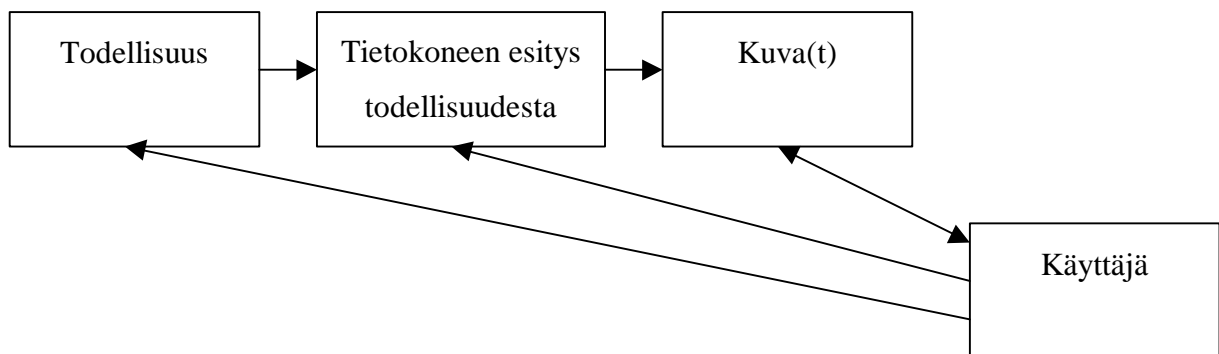 Todellisuus
Tietokoneen esitys
todellisuudesta
Kuva(t)
Käyttäjä